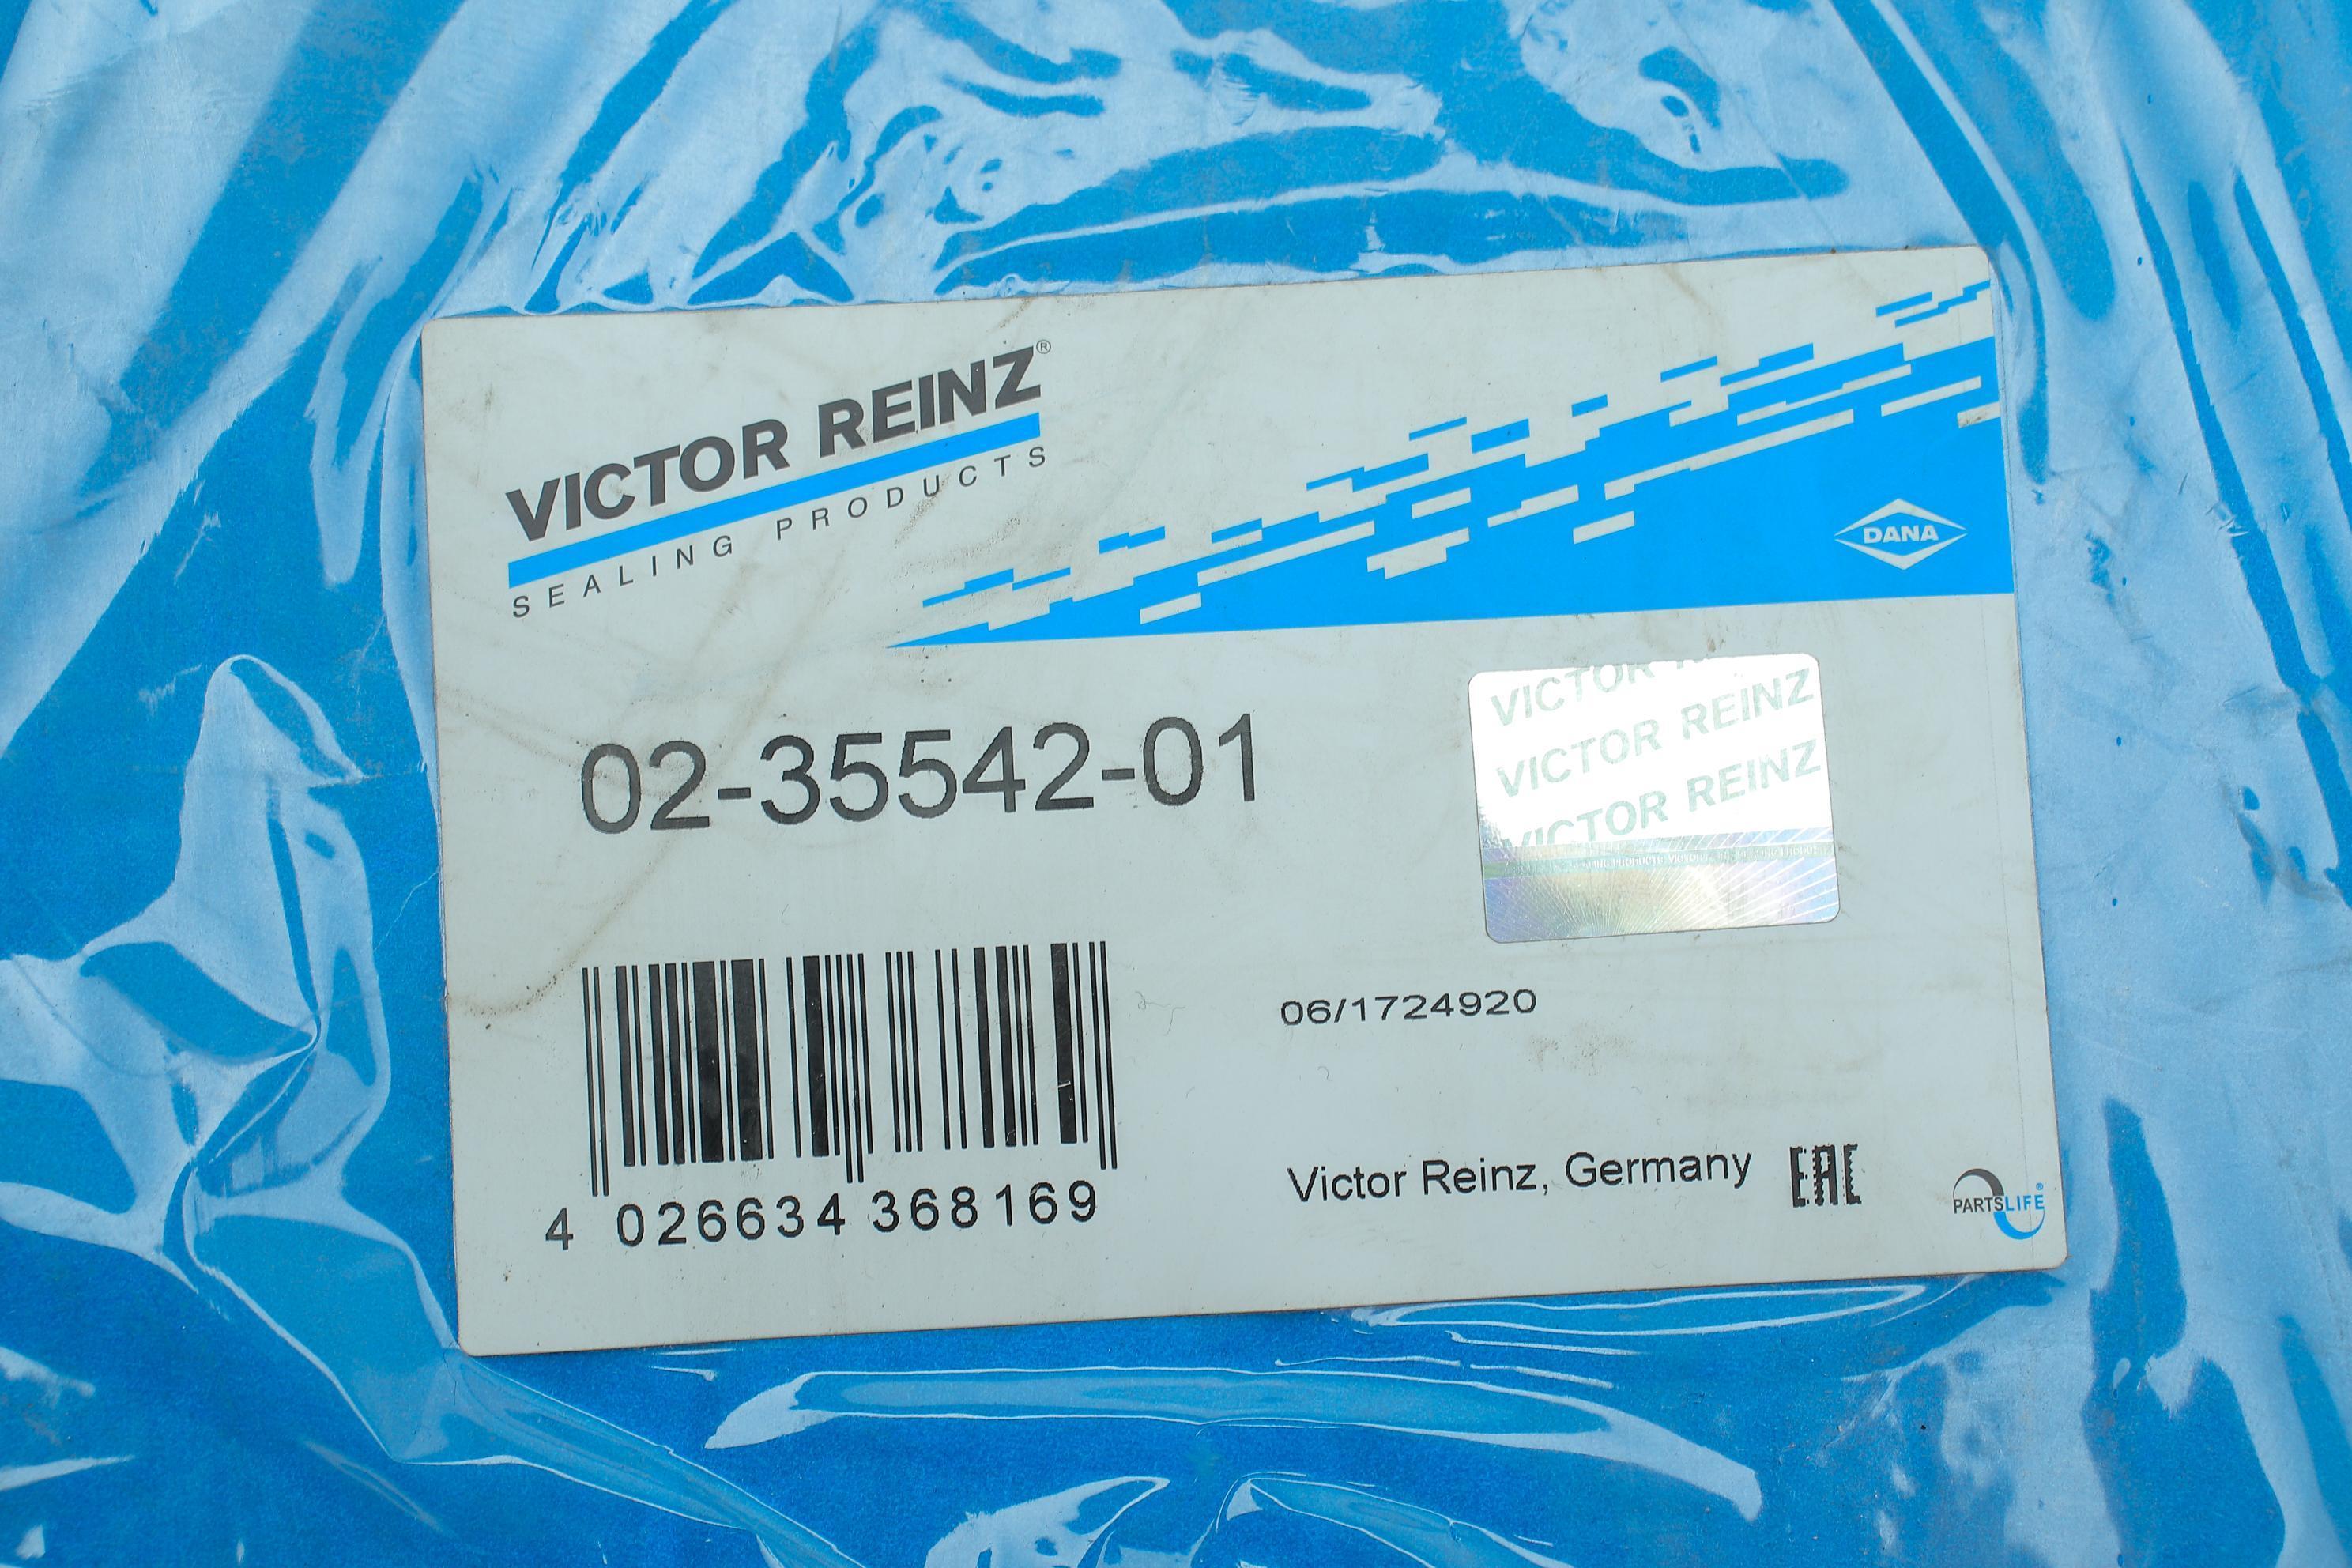 VICTOR REINZ®
SEALING PRODUCTS
DANA
02-35542-01
VICTOR
VICTOR REINZ
VICTOR REINZ
VICTOR REINZ
06/1724920
4 026634 368169
Victor Reinz, Germany
EAC
PARTSLIFE®